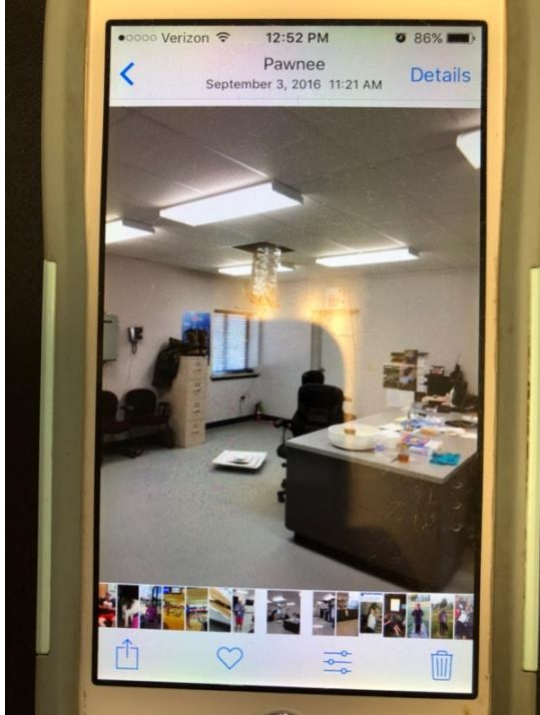 ●○○○○ Verizon 12:52 PM 86%
Pawnee
September 3, 2016 11:21 AM
Details